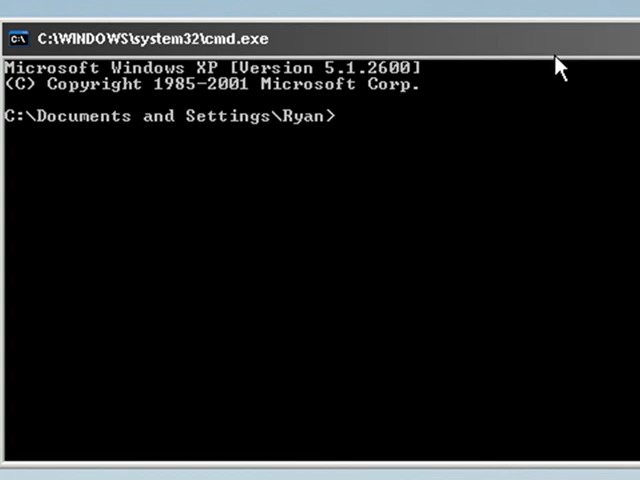 C:\WINDOWS\system32\cmd.exe
Microsoft Windows XP [Version 5.1.2600]
(C) Copyright 1985-2001 Microsoft Corp.
C:\Documents and Settings\Ryan>